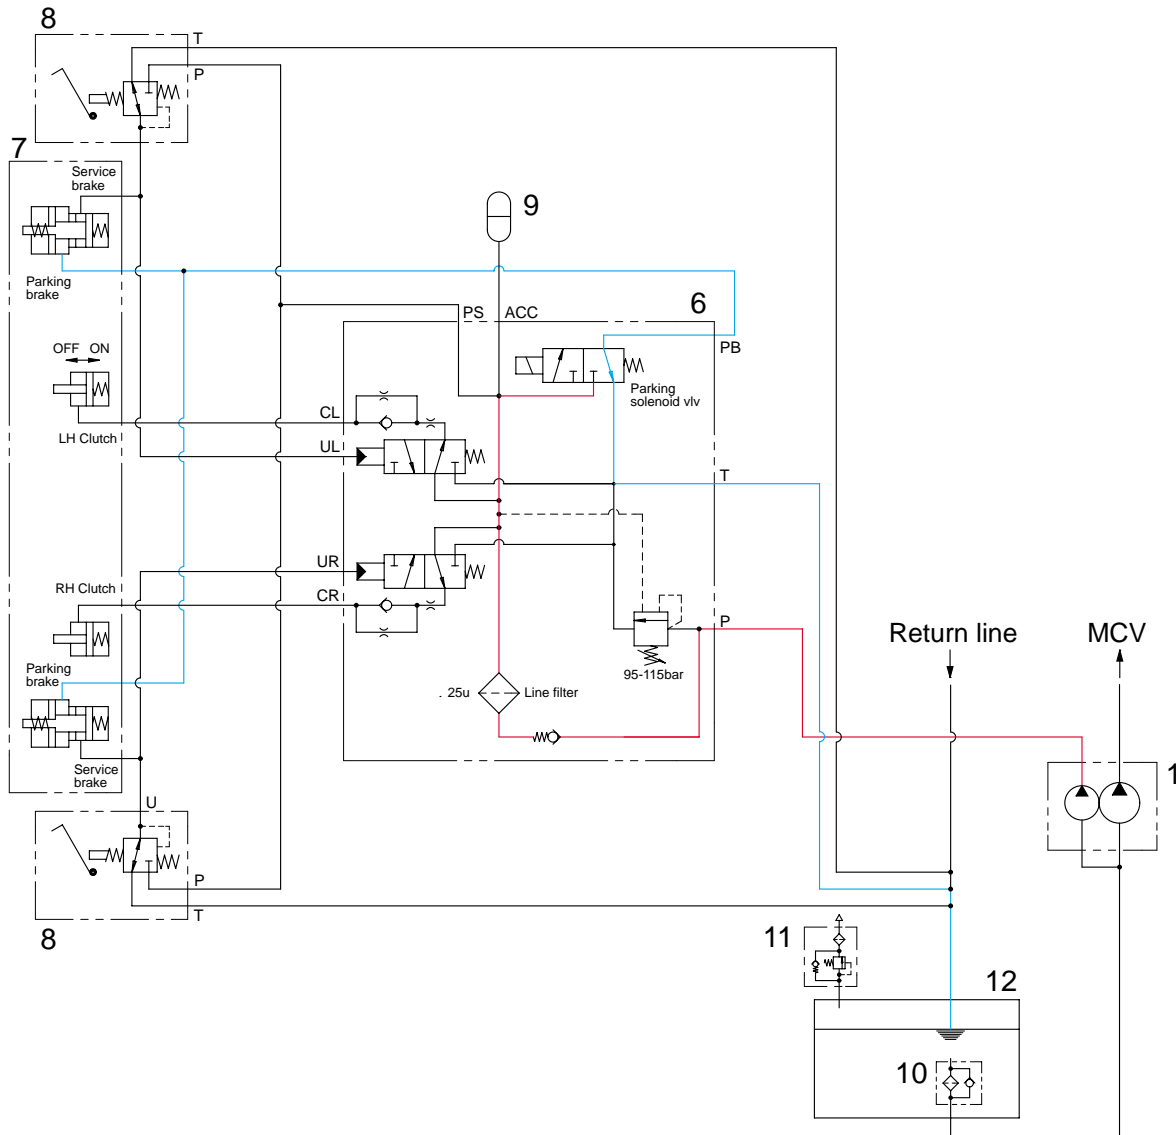 8
T
P
7
Service
brake
9
Parking
brake
6
PS ACC
PB
OFF ON
Parking
solenoid vlv
CL
LH Clutch
UL
T
UR
RH Clutch
CR
P
Return line
MCV
Parking
brake
95-115bar
. 25u
Line filter
Service
brake
1
U
P
T
8
11
12
10